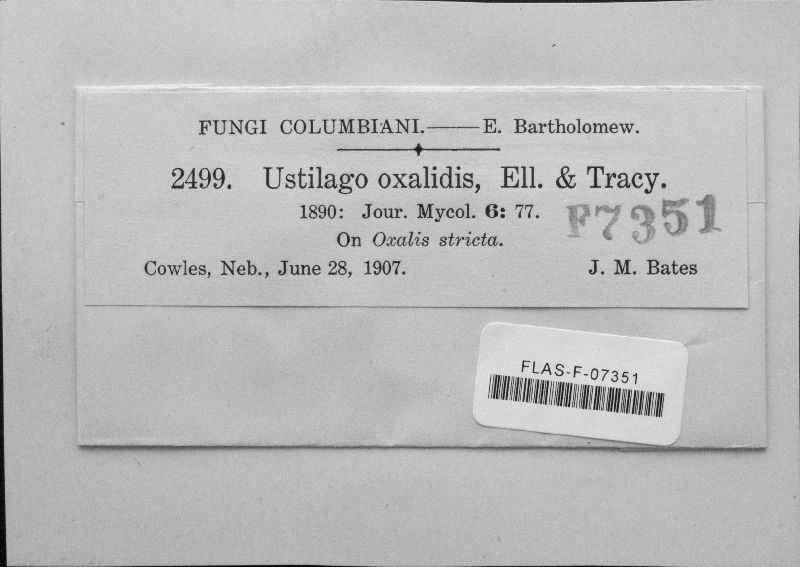 FUNGI COLUMBIANI.——E. Bartholomew.
2499. Ustilago oxalidis, Ell. & Tracy.
1890: Jour. Mycol. 6: 77.
F7351
On Oxalis stricta.
Cowles, Neb., June 28, 1907. J. M. Bates
FLAS-F-07351